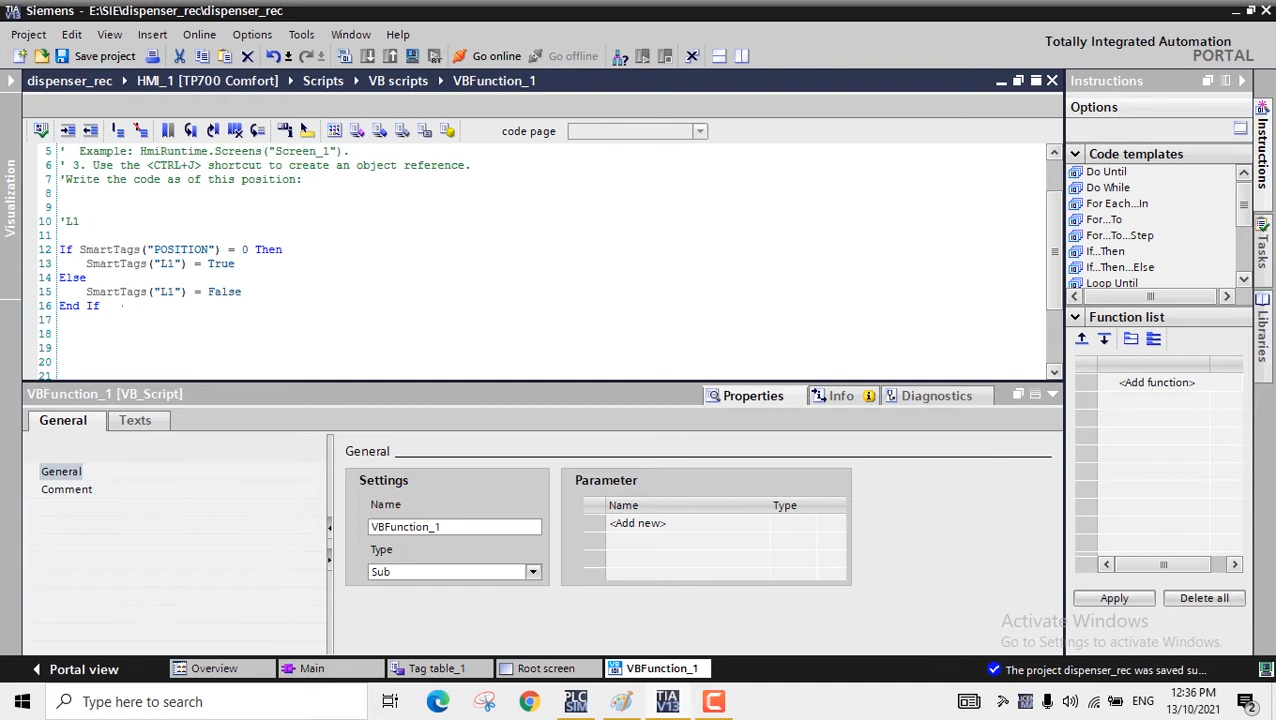 TIA
V13
Siemens - E:\SIE\dispenser_rec\dispenser_rec
Project Edit View Insert Online Options Tools Window Help
Totally Integrated Automation
PORTAL
Save project
Go online
Go offline
dispenser_rec HMI_1 [TP700 Comfort] Scripts VB scripts VBFunction_1
Instructions
Options
code page
5 ' Example: HmiRuntime.Screens("Screen_1").
6 ' 3. Use the <CTRL+J> shortcut to create an object reference.
7 'Write the code as of this position:
8
9
10 'L1
11
12 If SmartTags("POSITION") = 0 Then
13 SmartTags("L1") = True
14 Else
15 SmartTags("L1") = False
16 End If
17
18
19
20
21
Visualization
Code templates
Do Until
Do While
For Each...In
For...To
For...To...Step
If...Then
If...Then...Else
Loop Until
Function list
<Add function>
Apply
Delete all
Instructions
Tasks
Libraries
VBFunction_1 [VB_Script]
Properties
Info
Diagnostics
General
Texts
General
Comment
General
Settings
Name
VBFunction_1
Type
Sub
Parameter
Name Type
<Add new>
Activate Windows
Go to Settings to activate Windows.
Portal view
Overview
Main
Tag table_1
Root screen
VBFunction_1
The project dispenser_rec was saved su...
Type here to search
PLC
SIM
TIA
V13
ENG
12:36 PM
13/10/2021
2